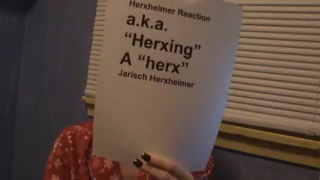 Herxheimer Reaction
a.k.a.
“Herxing”
A “herx”
Jarisch Herxheimer